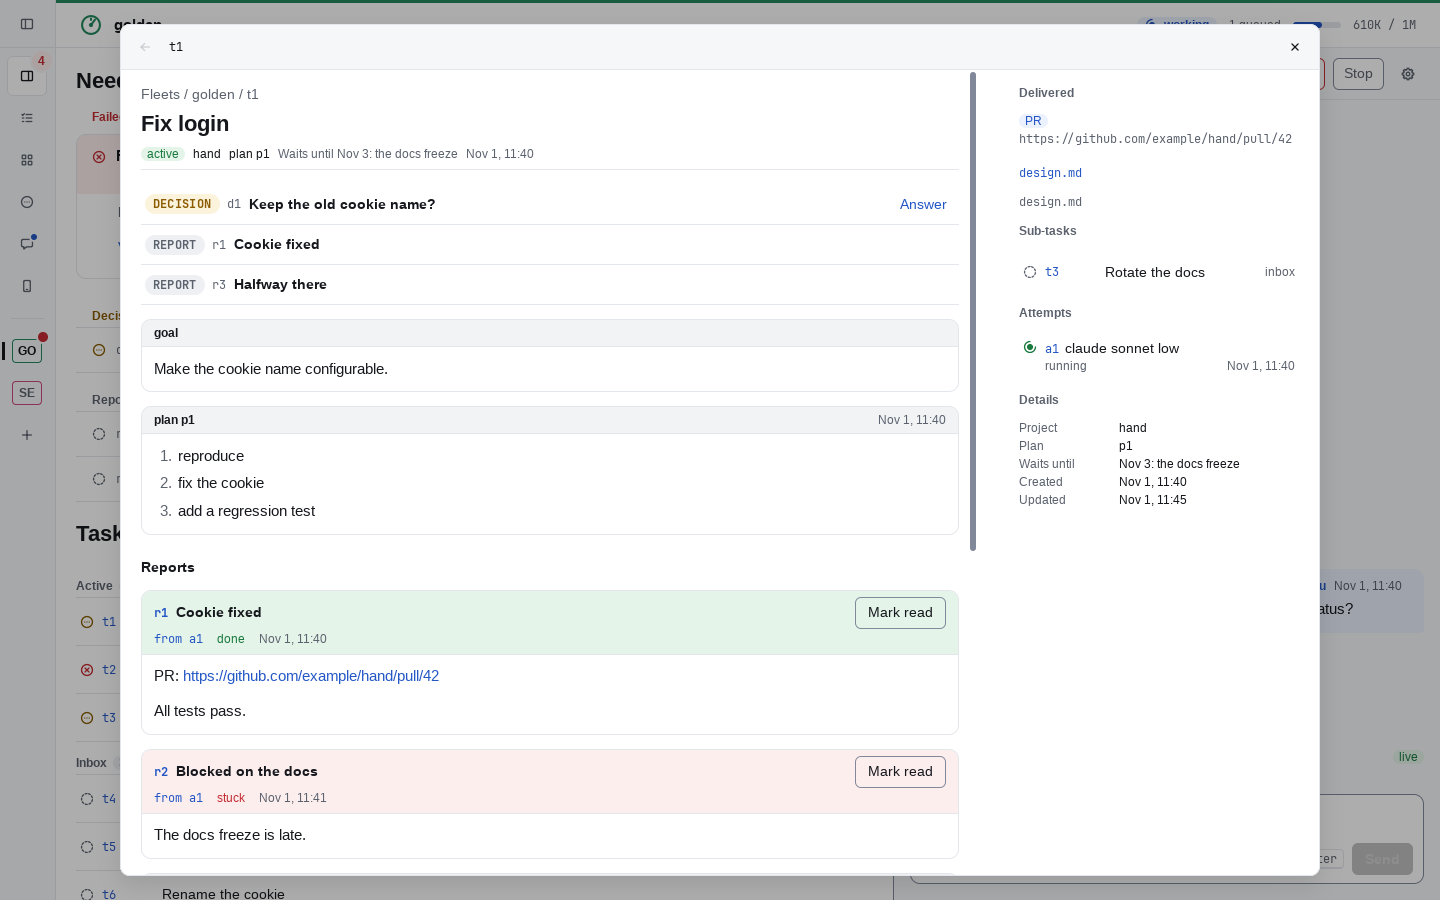 working
1 queued
610K / 1M
t1
4
Stop
Fleets / golden / t1
Fix login
active hand plan p1 Waits until Nov 3: the docs freeze Nov 1, 11:40
DECISION d1 Keep the old cookie name? Answer
REPORT r1 Cookie fixed
REPORT r3 Halfway there
goal
Make the cookie name configurable.
plan p1 Nov 1, 11:40
1. reproduce
2. fix the cookie
3. add a regression test
Reports
r1 Cookie fixed Mark read
from a1 done Nov 1, 11:40
PR: https://github.com/example/hand/pull/42
All tests pass.
r2 Blocked on the docs Mark read
from a1 stuck Nov 1, 11:41
The docs freeze is late.
Delivered
PR
https://github.com/example/hand/pull/42
design.md
design.md
Sub-tasks
t3 Rotate the docs inbox
Attempts
a1 claude sonnet low
running Nov 1, 11:40
Details
Project hand
Plan p1
Waits until Nov 3: the docs freeze
Created Nov 1, 11:40
Updated Nov 1, 11:45
GO
SE
Active
t1
t2
t3
Inbox
t4
t5
t6 Rename the cookie
Nov 1, 11:40
live
Send